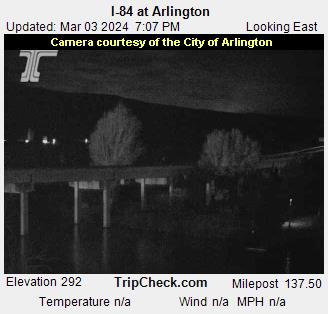 I-84 at Arlington
Updated: Mar 03 2024 7:07 PM Looking East
Camera courtesy of the City of Arlington
Elevation 292 TripCheck.com Milepost 137.50
Temperature n/a Wind n/a MPH n/a